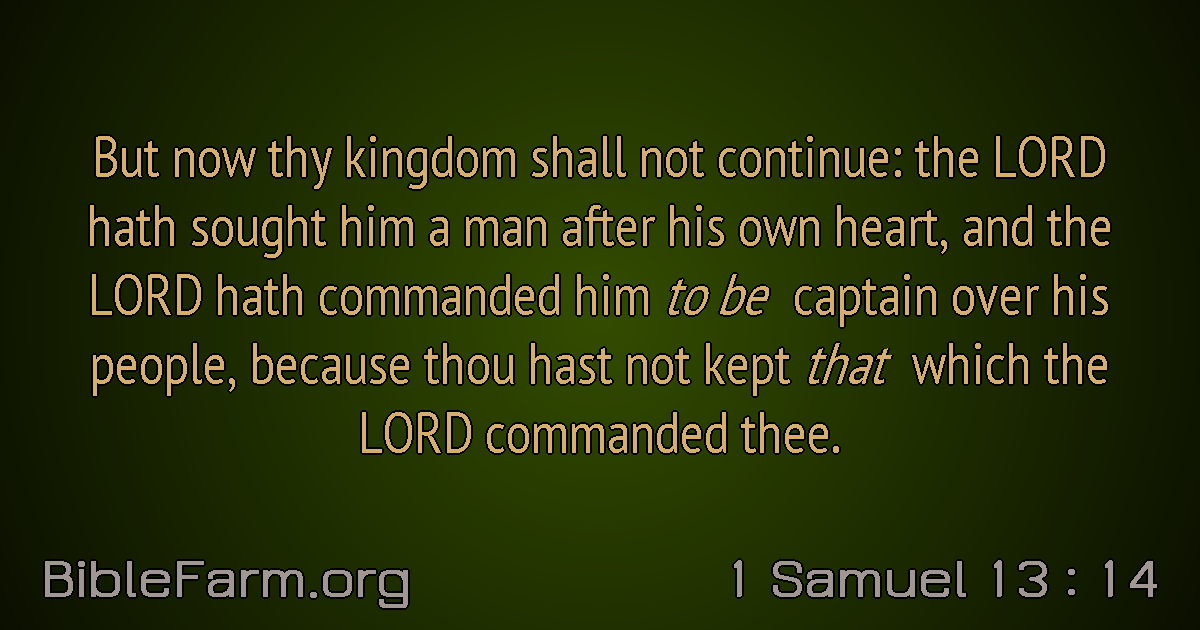 But now thy kingdom shall not continue: the LORD
hath sought him a man after his own heart, and the
LORD hath commanded him to be captain over his
people, because thou hast not kept that which the
LORD commanded thee.
BibleFarm.org
1 Samuel 13 : 14